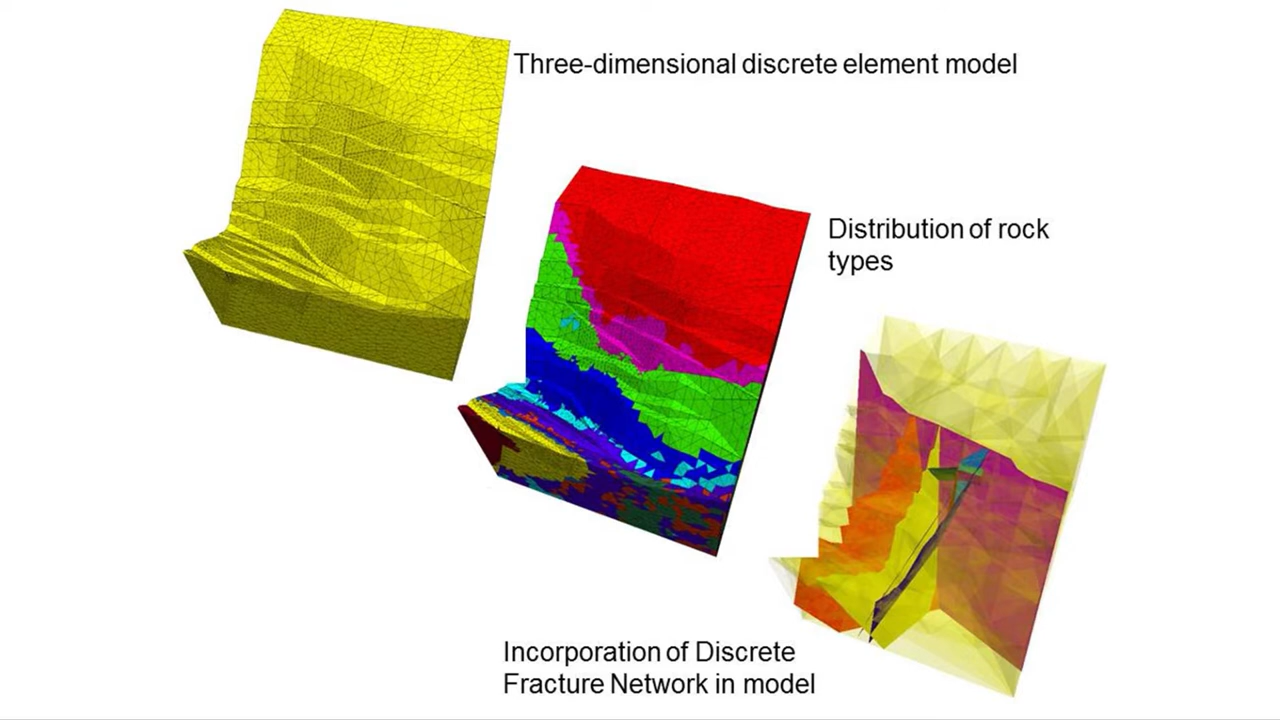 Three-dimensional discrete element model
Distribution of rock
types
Incorporation of Discrete
Fracture Network in model